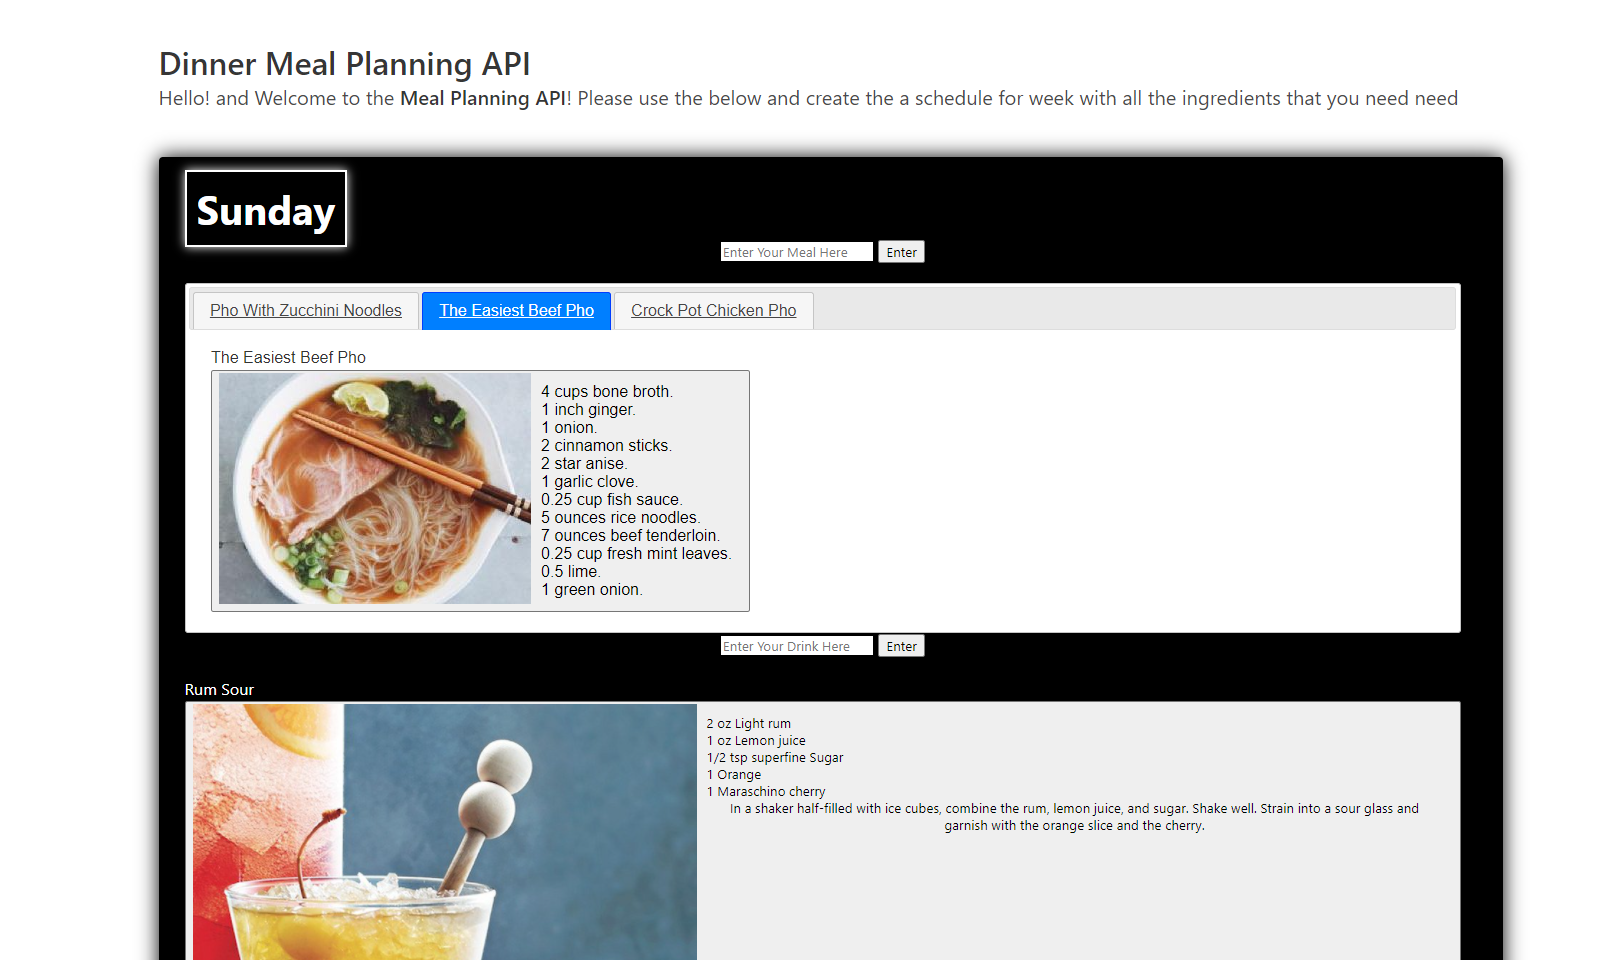 Dinner Meal Planning API
Hello! and Welcome to the Meal Planning API! Please use the below and create the a schedule for week with all the ingredients that you need need
Sunday
Enter Your Meal Here Enter
Pho With Zucchini Noodles The Easiest Beef Pho Crock Pot Chicken Pho
The Easiest Beef Pho
4 cups bone broth.
1 inch ginger.
1 onion.
2 cinnamon sticks.
2 star anise.
1 garlic clove.
0.25 cup fish sauce.
5 ounces rice noodles.
7 ounces beef tenderloin.
0.25 cup fresh mint leaves.
0.5 lime.
1 green onion.
Enter Your Drink Here Enter
Rum Sour
2 oz Light rum
1 oz Lemon juice
1/2 tsp superfine Sugar
1 Orange
1 Maraschino cherry
In a shaker half-filled with ice cubes, combine the rum, lemon juice, and sugar. Shake well. Strain into a sour glass and
garnish with the orange slice and the cherry.